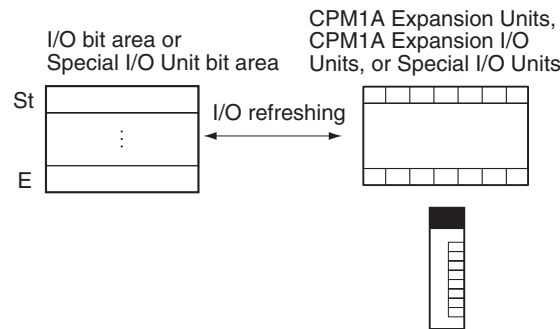 I/O bit area or
Special I/O Unit bit area
CPM1A Expansion Units,
CPM1A Expansion I/O
Units, or Special I/O Units
St
I/O refreshing
E